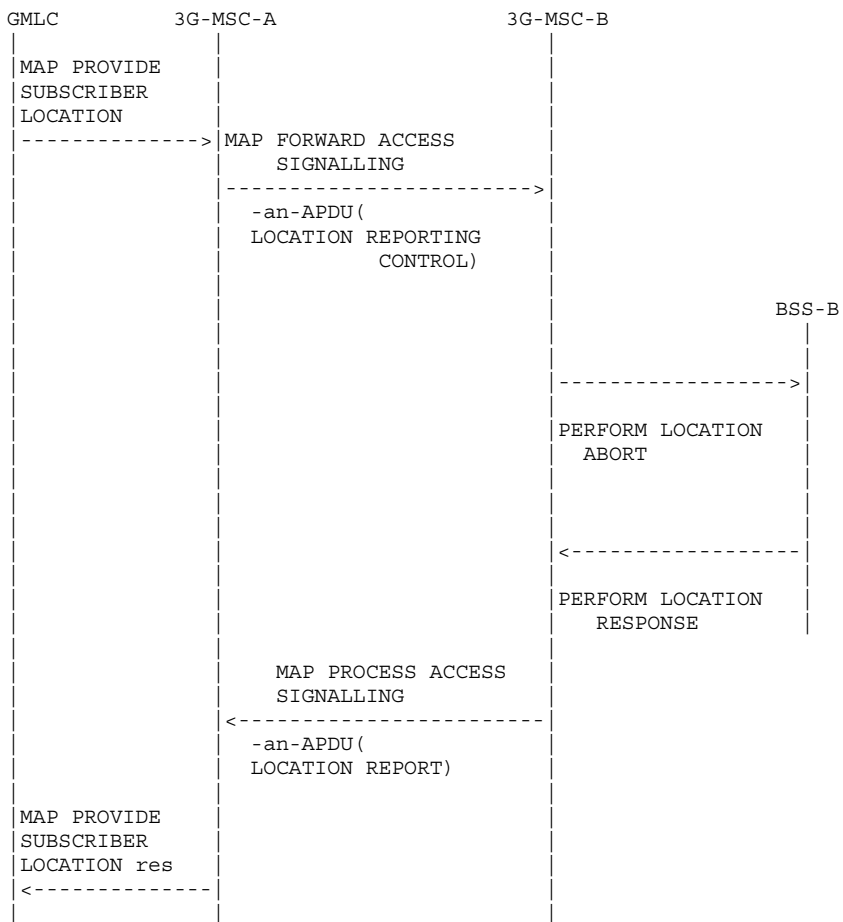 GMLC 3G-MSC-A 3G-MSC-B
MAP PROVIDE
SUBSCRIBER
LOCATION
MAP FORWARD ACCESS
SIGNALLING
-an-APDU(
LOCATION REPORTING
CONTROL)
BSS-B
PERFORM LOCATION
ABORT
PERFORM LOCATION
RESPONSE
MAP PROCESS ACCESS
SIGNALLING
-an-APDU(
LOCATION REPORT)
MAP PROVIDE
SUBSCRIBER
LOCATION res